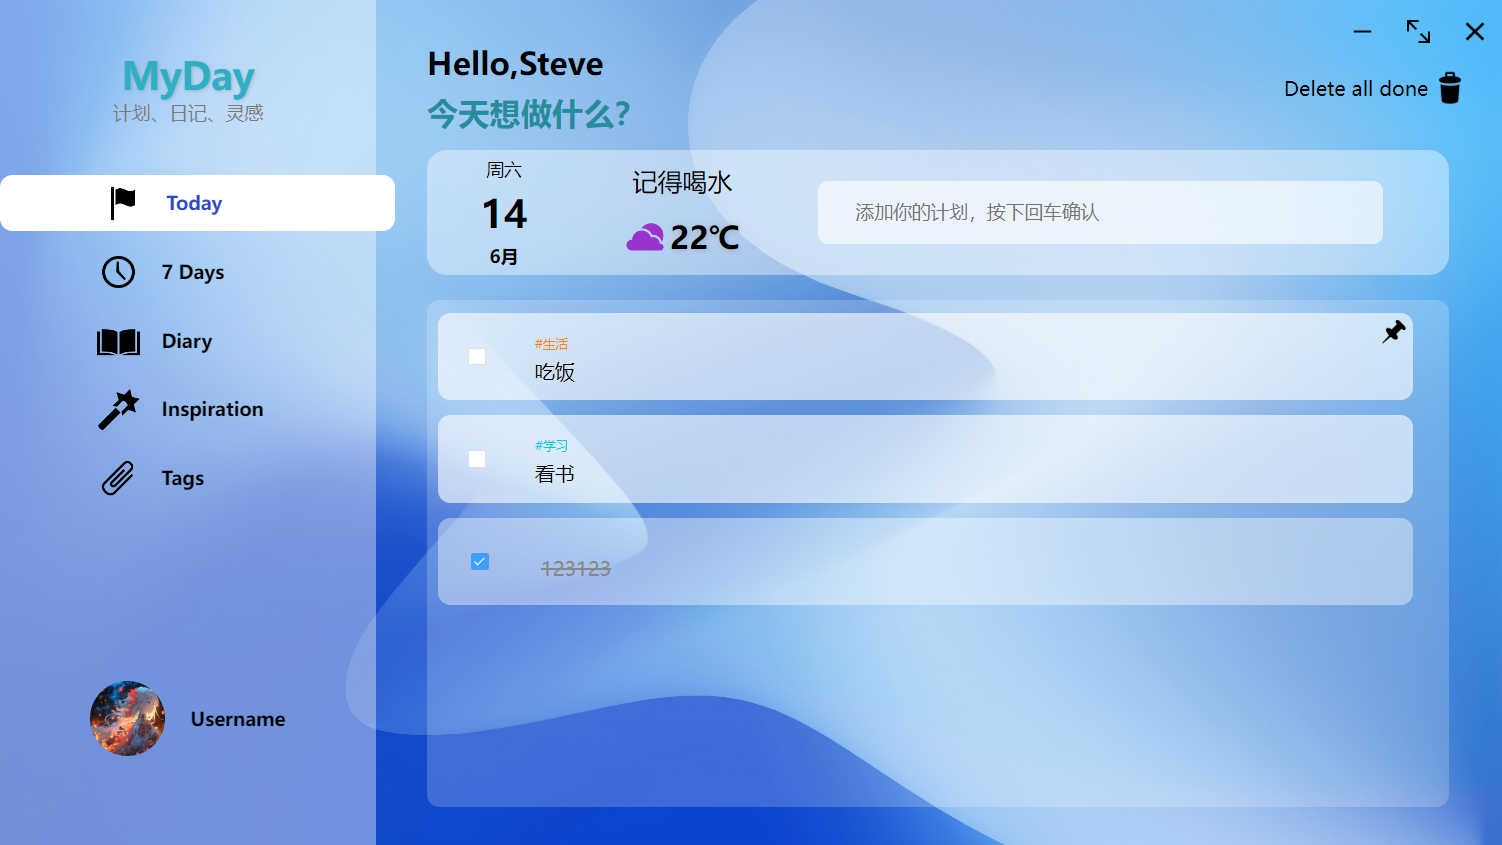 MyDay
计划、日记、灵感
Today
7 Days
Diary
Inspiration
Tags
Username
Hello,Steve
今天想做什么?
Delete all done
周六
14
6月
记得喝水
22℃
添加你的计划，按下回车确认
#生活
吃饭
#学习
看书
123123